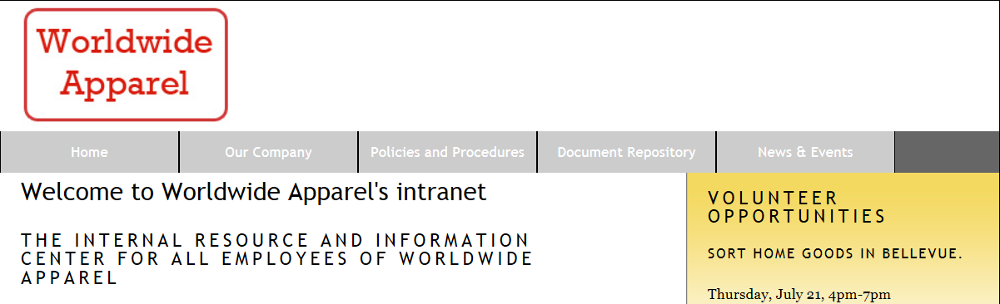 Worldwide
Apparel
Home
Our Company
Policies and Procedures
Document Repository
News & Events
Welcome to Worldwide Apparel's intranet
THE INTERNAL RESOURCE AND INFORMATION
CENTER FOR ALL EMPLOYEES OF WORLDWIDE
APPAREL
VOLUNTEER
OPPORTUNITIES
SORT HOME GOODS IN BELLEVUE.
Thursday, July 21, 4pm-7pm